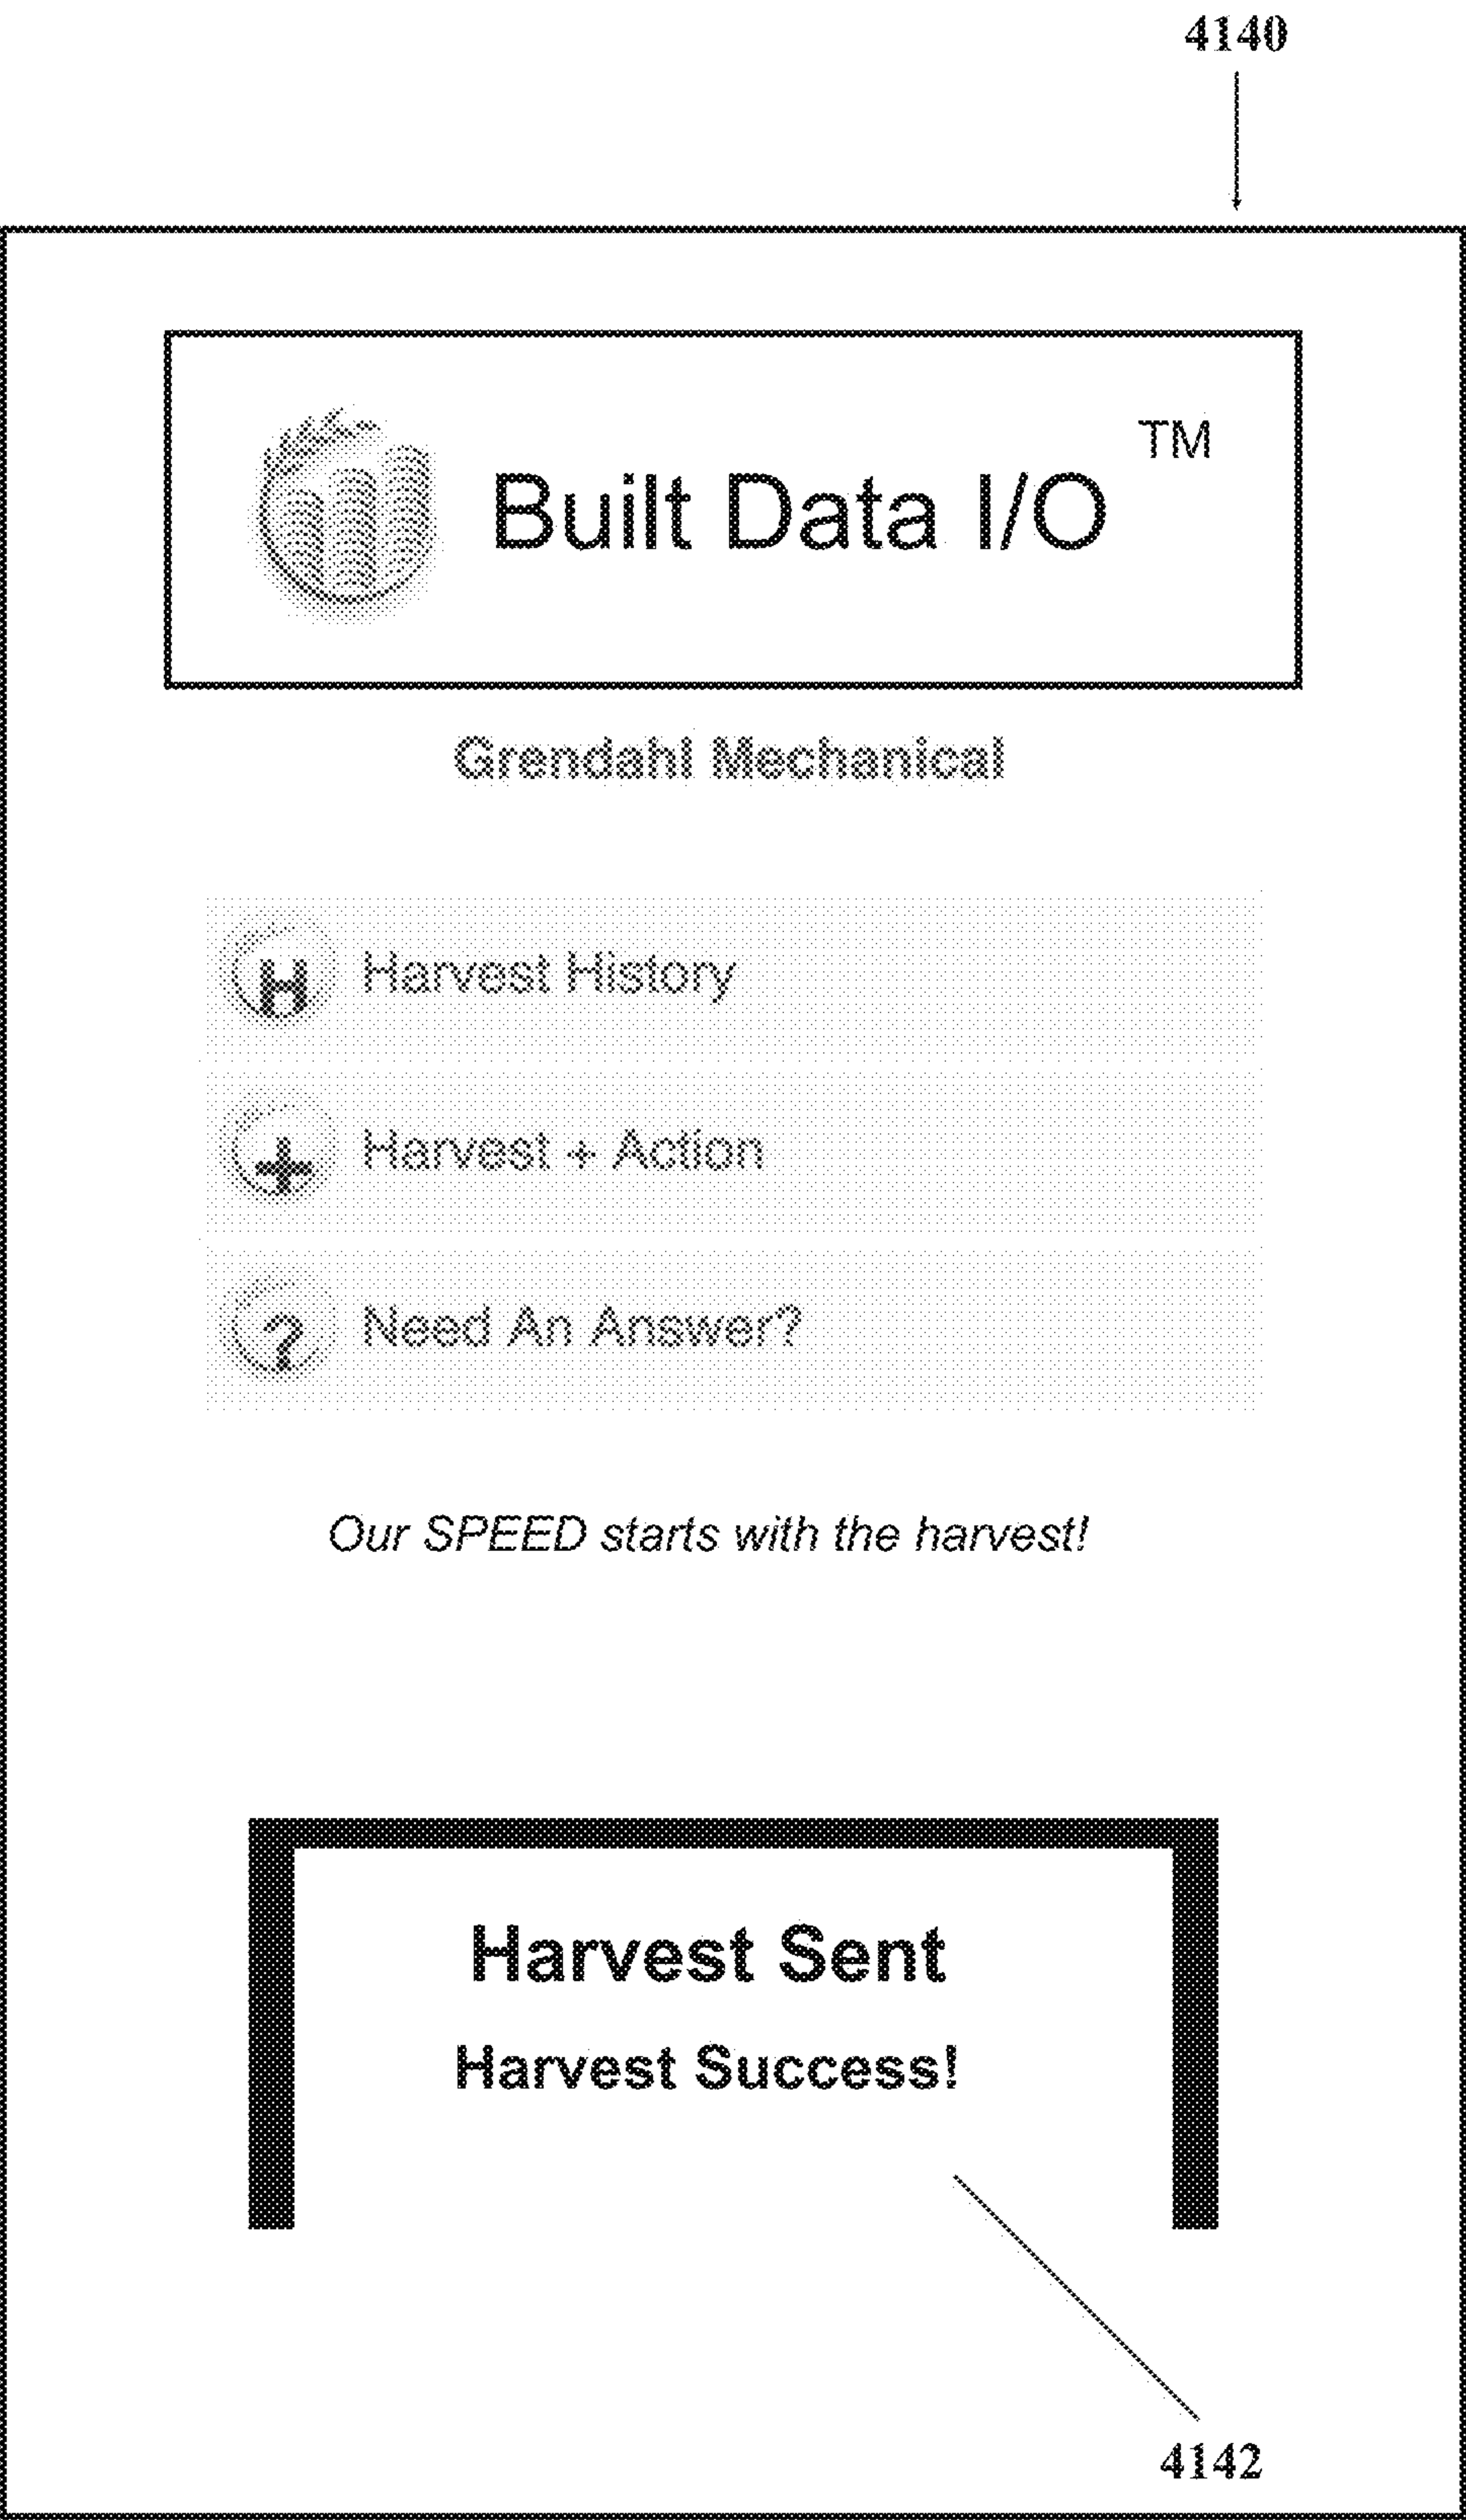 4140
Built Data I/O TM
Grendahl Mechanical
H Harvest History
+ Harvest + Action
? Need An Answer?
Our SPEED starts with the harvest!
Harvest Sent
Harvest Success!
4142